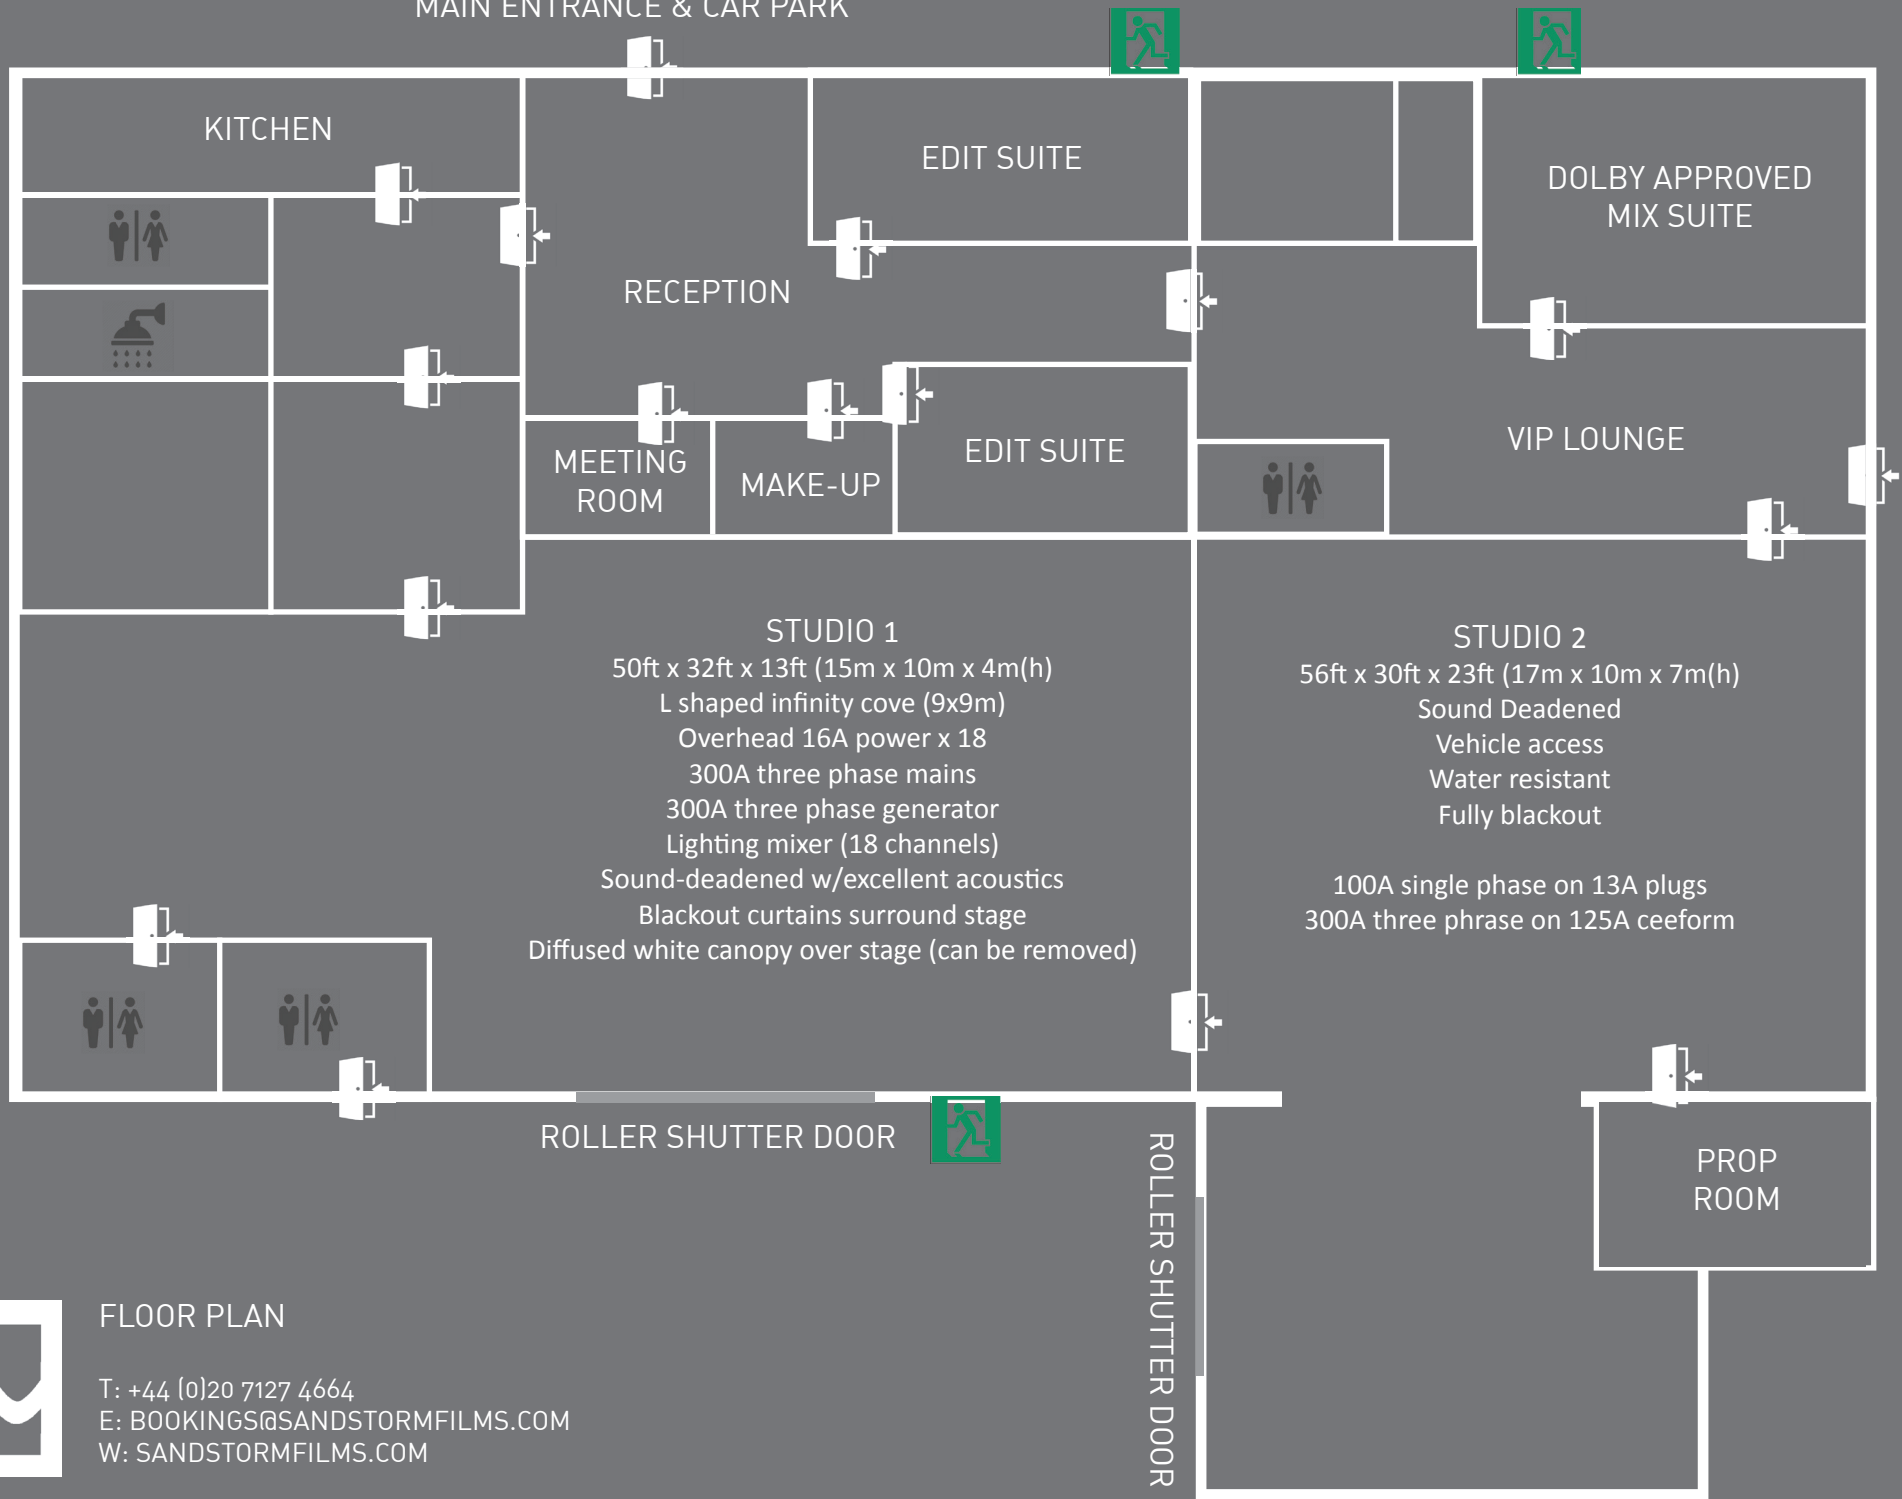 MAIN ENTRANCE & CAR PARK
KITCHEN
EDIT SUITE
DOLBY APPROVED
MIX SUITE
RECEPTION
MEETING
ROOM
MAKE-UP
EDIT SUITE
VIP LOUNGE
STUDIO 1
50ft x 32ft x 13ft (15m x 10m x 4m(h)
L shaped infinity cove (9x9m)
Overhead 16A power x 18
300A three phase mains
300A three phase generator
Lighting mixer (18 channels)
Sound-deadened w/excellent acoustics
Blackout curtains surround stage
Diffused white canopy over stage (can be removed)
STUDIO 2
56ft x 30ft x 23ft (17m x 10m x 7m(h)
Sound Deadened
Vehicle access
Water resistant
Fully blackout
100A single phase on 13A plugs
300A three phrase on 125A ceeform
ROLLER SHUTTER DOOR
ROLLER SHUTTER DOOR
PROP
ROOM
FLOOR PLAN
T: +44 (0)20 7127 4664
E: BOOKINGS@SANDSTORMFILMS.COM
W: SANDSTORMFILMS.COM